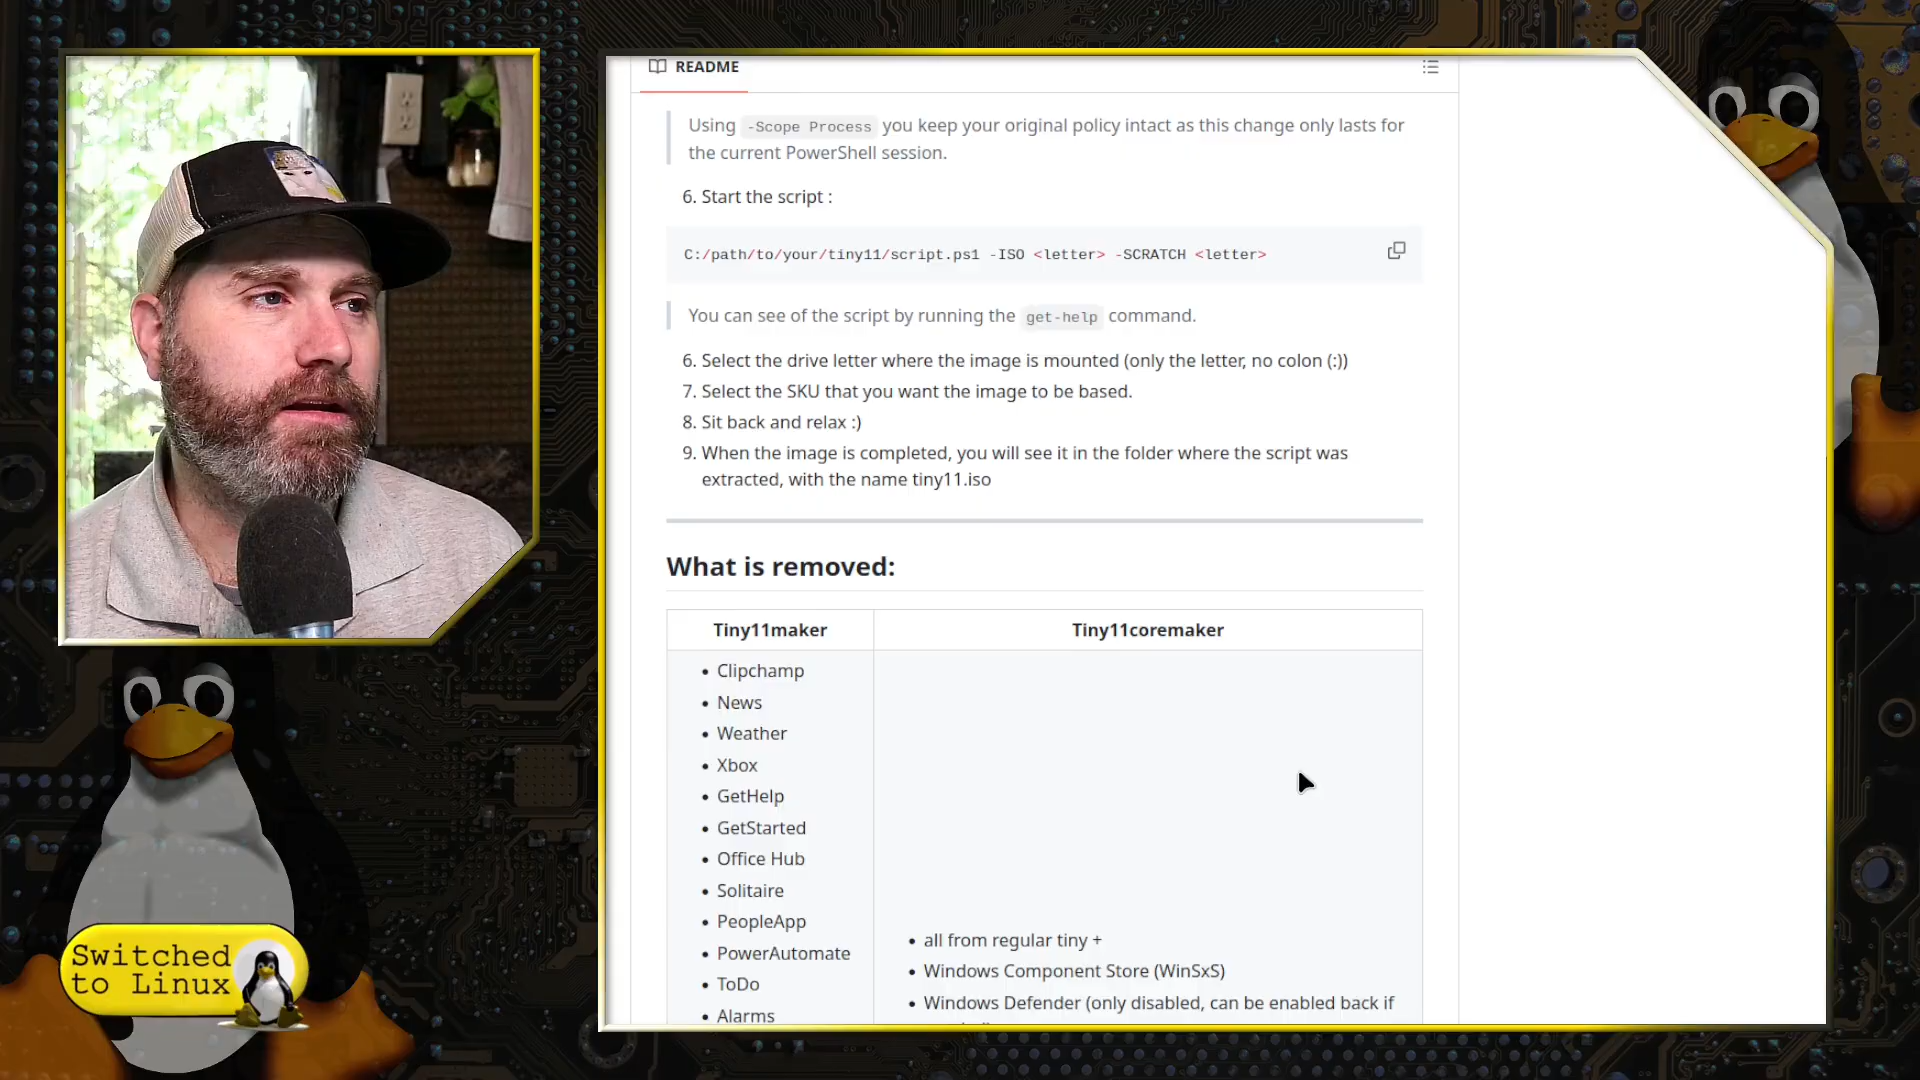 README
Using -Scope Process you keep your original policy intact as this change only lasts for
the current PowerShell session.
6. Start the script :
C:/path/to/your/tiny11/script.ps1 -ISO <letter> -SCRATCH <letter>
You can see of the script by running the get-help command.
6. Select the drive letter where the image is mounted (only the letter, no colon (:))
7. Select the SKU that you want the image to be based.
8. Sit back and relax :)
9. When the image is completed, you will see it in the folder where the script was
extracted, with the name tiny11.iso
What is removed:
Tiny11maker
Tiny11coremaker
• Clipchamp
• News
• Weather
• Xbox
• GetHelp
• GetStarted
• Office Hub
• Solitaire
• PeopleApp
• PowerAutomate
• ToDo
• Alarms
• all from regular tiny +
• Windows Component Store (WinSxS)
• Windows Defender (only disabled, can be enabled back if
Switched
to Linux